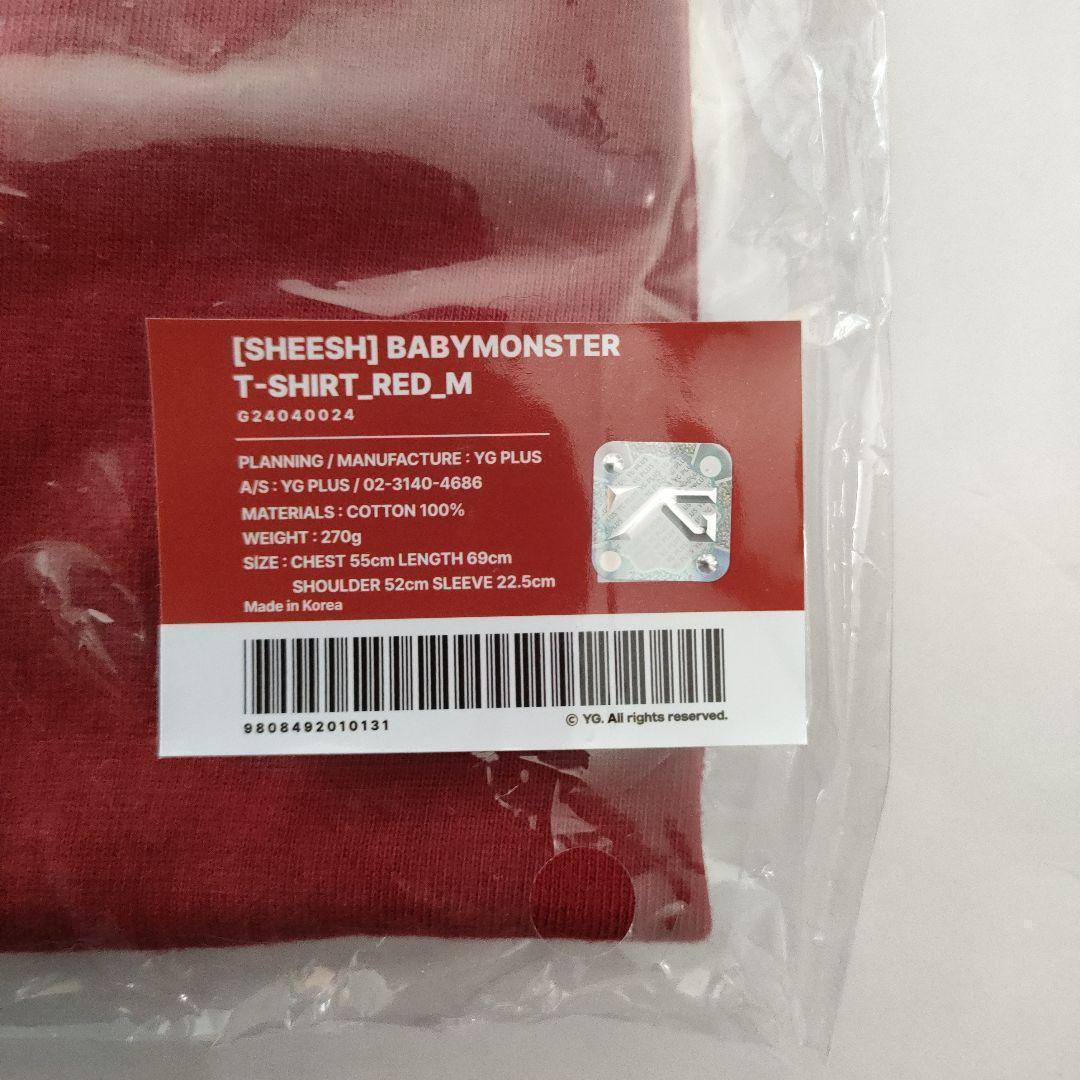 [SHEESH] BABYMONSTER
T-SHIRT_RED_M
G24040024
PLANNING / MANUFACTURE : YG PLUS
A/S : YG PLUS / 02-3140-4686
MATERIALS : COTTON 100%
WEIGHT : 270g
SIZE : CHEST 55cm LENGTH 69cm
SHOULDER 52cm SLEEVE 22.5cm
Made in Korea
YG
9808492010131
© YG. All rights reserved.